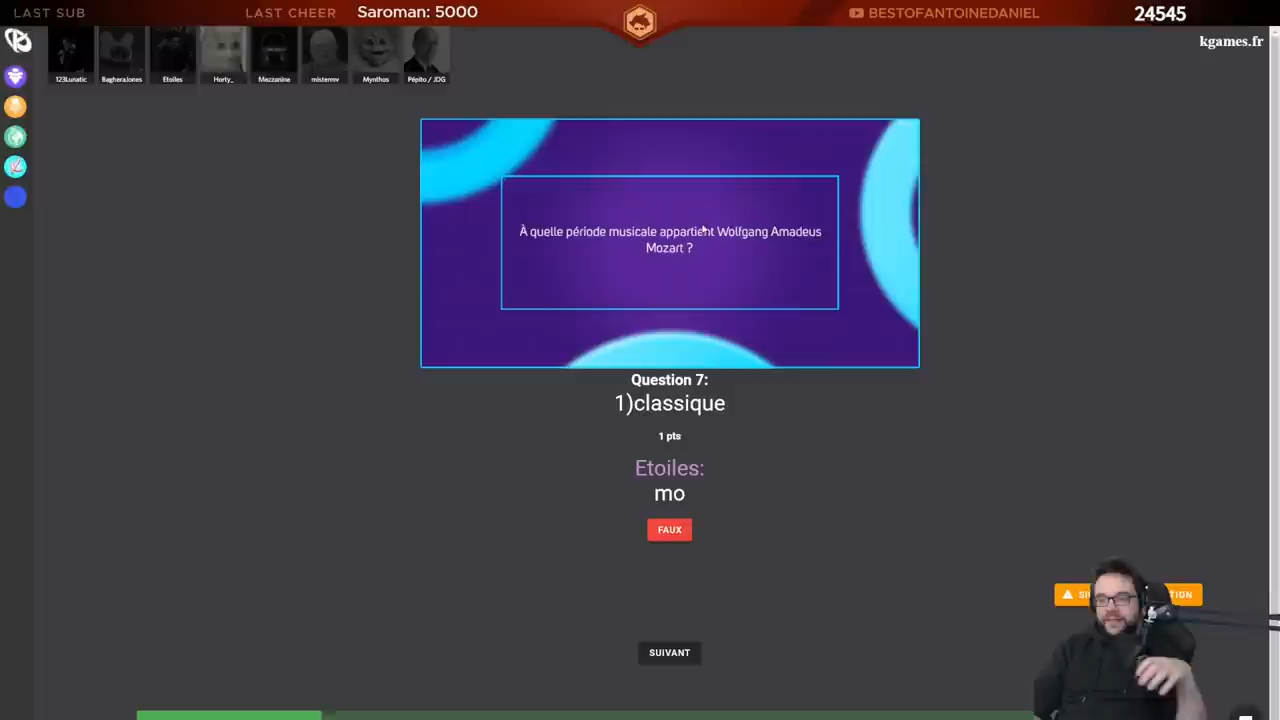 LAST SUB
LAST CHEER
Saroman: 5000
BESTOFANTOINEDANIEL
24545
kgames.fr
123Lunatic
BagheraJones
Etoiles
Horty_
Mezzanine
mistermv
Mynthos
Pépito / JDG
À quelle période musicale appartient Wolfgang Amadeus
Mozart ?
Question 7:
1)classique
1 pts
Etoiles:
mo
FAUX
SUIVANT